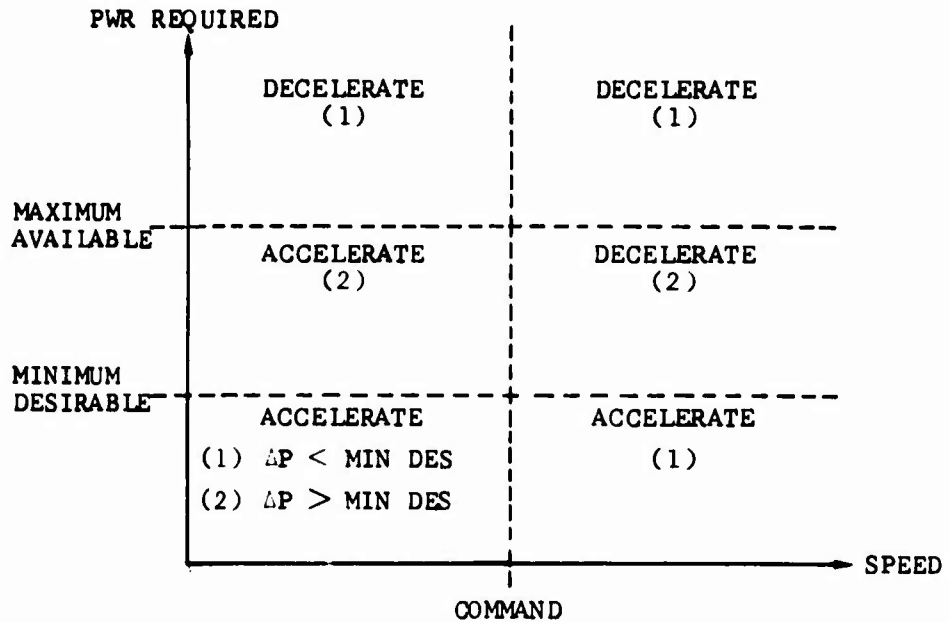 PWR REQUIRED
DECELERATE
(1)
DECELERATE
(1)
MAXIMUM
AVAILABLE
ACCELERATE
(2)
DECELERATE
(2)
MINIMUM
DESIRABLE
ACCELERATE
(1) ΔP < MIN DES
(2) ΔP > MIN DES
ACCELERATE
(1)
SPEED
COMMAND